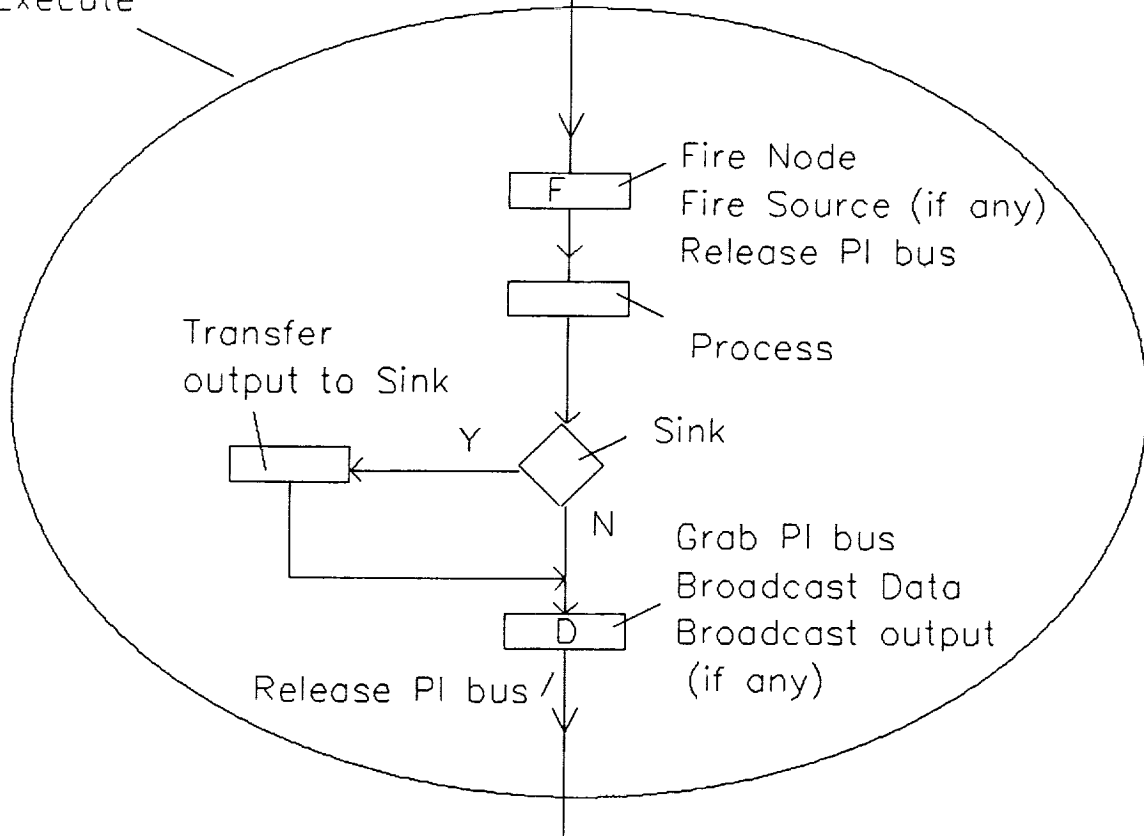 Execute
F
Fire Node
Fire Source (if any)
Release PI bus
Process
Transfer
output to Sink
Y
Sink
N
Grab PI bus
Broadcast Data
Broadcast output
(if any)
D
Release PI bus